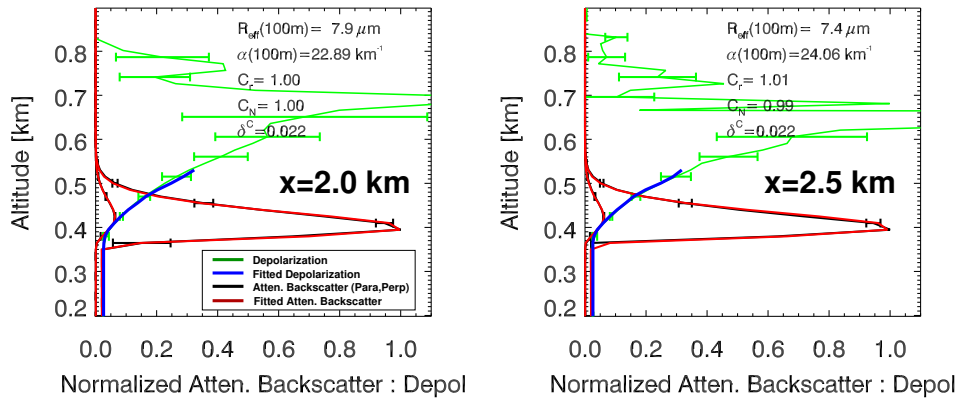 R_eff(100m) = 7.9 μm
α(100m) = 22.89 km⁻¹
C_r = 1.00
C_N = 1.00
δ^C = 0.022
x=2.0 km
0.9
0.8
0.7
0.6
0.5
0.4
0.3
0.2
Altitude [km]
Depolarization
Fitted Depolarization
Atten. Backscatter (Para,Perp)
Fitted Atten. Backscatter
0.0 0.2 0.4 0.6 0.8 1.0
Normalized Atten. Backscatter : Depol
R_eff(100m) = 7.4 μm
α(100m) = 24.06 km⁻¹
C_r = 1.01
C_N = 0.99
δ^C = 0.022
x=2.5 km
0.9
0.8
0.7
0.6
0.5
0.4
0.3
0.2
Altitude [km]
0.0 0.2 0.4 0.6 0.8 1.0
Normalized Atten. Backscatter : Depol